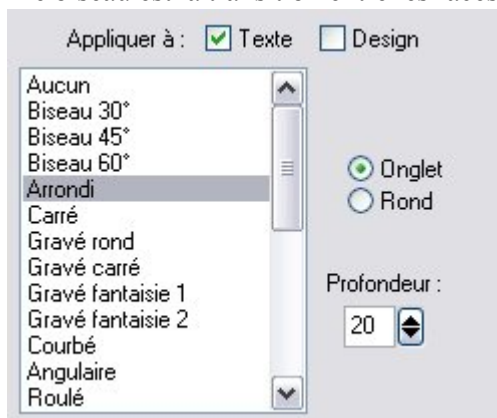 Appliquer à : Texte Design
Aucun
Biseau 30°
Biseau 45°
Biseau 60°
Arrondi
Carré
Gravé rond
Gravé carré
Gravé fantaisie 1
Gravé fantaisie 2
Courbé
Angulaire
Roulé
Onglet
Rond
Profondeur :
20